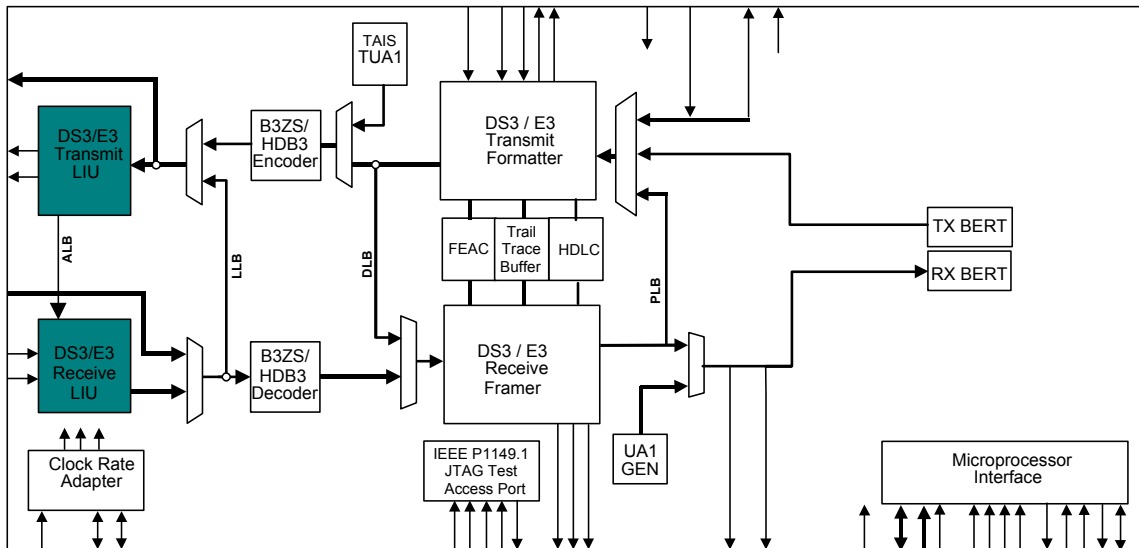 TAIS
TUA1
DS3/E3
Transmit
LIU
B3ZS/
HDB3
Encoder
DS3 / E3
Transmit
Formatter
FEAC
Trail
Trace
Buffer
HDLC
TX BERT
RX BERT
ALB
LLB
DLB
PLB
DS3/E3
Receive
LIU
B3ZS/
HDB3
Decoder
DS3 / E3
Receive
Framer
UA1
GEN
Clock Rate
Adapter
IEEE P1149.1
JTAG Test
Access Port
Microprocessor
Interface